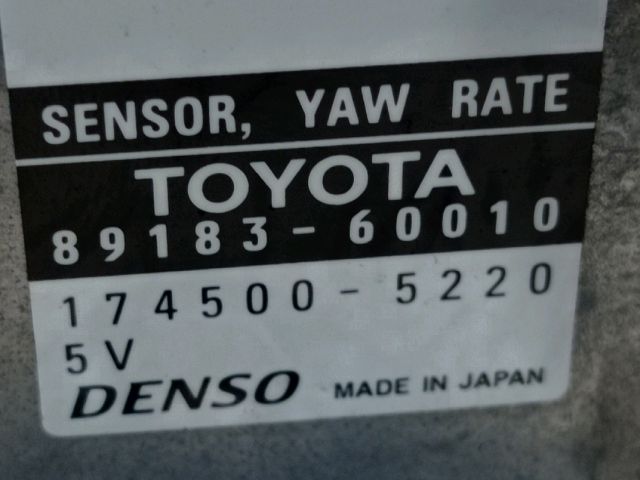 SENSOR, YAW RATE
TOYOTA
89183-60010
174500-5220
5V
DENSO MADE IN JAPAN